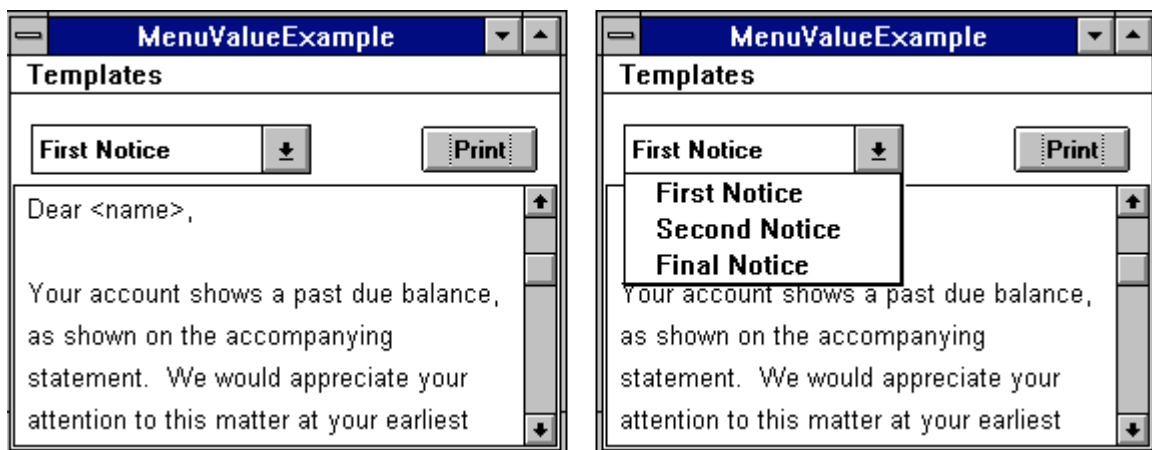 MenuValueExample
Templates
First Notice
Print
Dear <name>,
Your account shows a past due balance,
as shown on the accompanying
statement.  We would appreciate your
attention to this matter at your earliest
MenuValueExample
Templates
First Notice
Print
First Notice
Second Notice
Final Notice
Your account shows a past due balance,
as shown on the accompanying
statement.  We would appreciate your
attention to this matter at your earliest